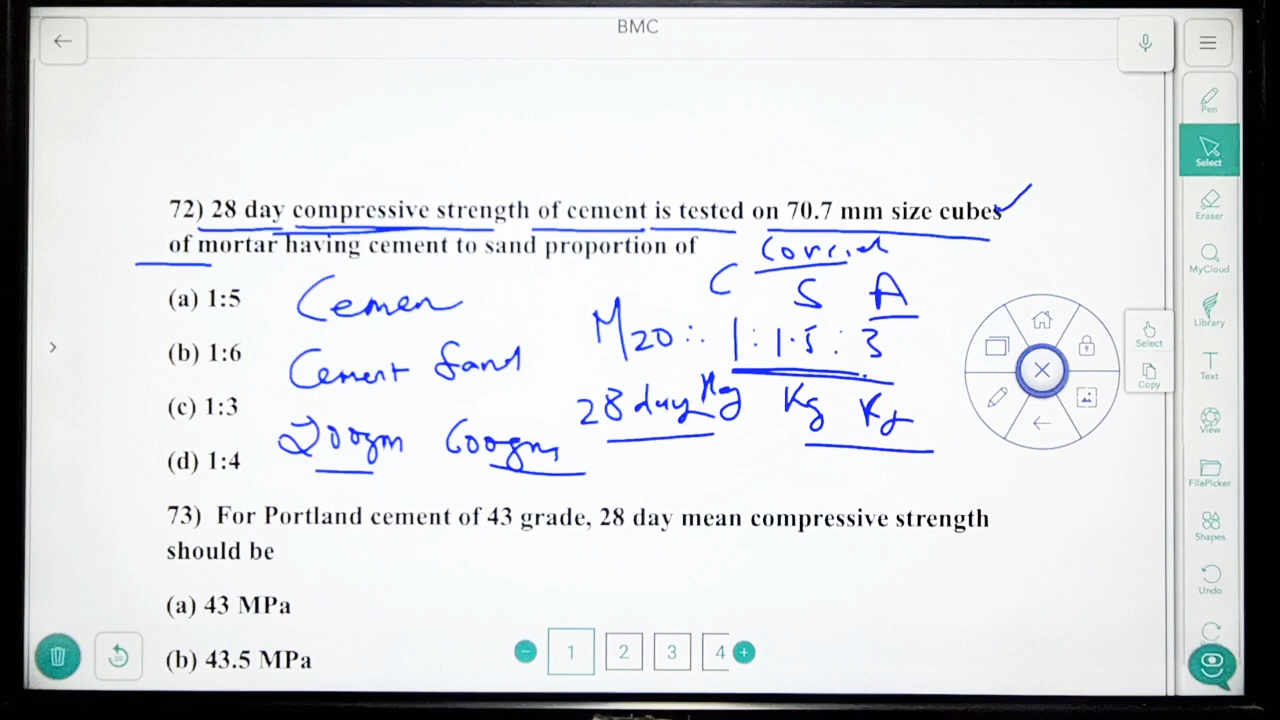 BMC
72) 28 day compressive strength of cement is tested on 70.7 mm size cubes
of mortar having cement to sand proportion of
(a) 1:5
(b) 1:6
(c) 1:3
(d) 1:4
Cemen
Cement Sand
200gm 600gms
C S A
M20 :. 1 : 1.5 : 3
28 day Kg Kg Kg
73) For Portland cement of 43 grade, 28 day mean compressive strength
should be
(a) 43 MPa
(b) 43.5 MPa
Pen
Select
Eraser
MyCloud
Library
Text
View
FilePicker
Shapes
Undo
Select
Copy
1 2 3 4